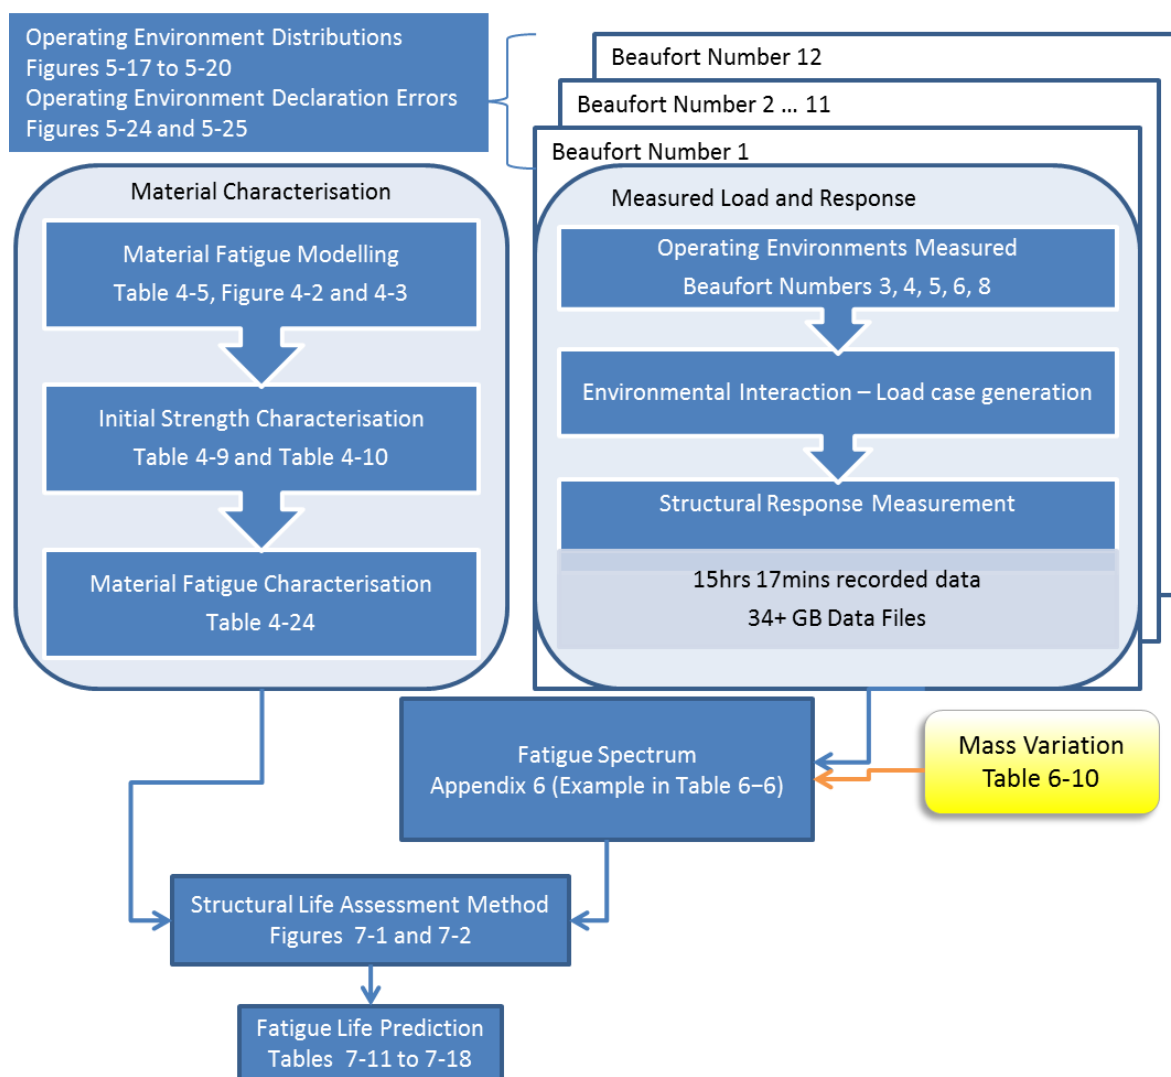 Operating Environment Distributions
Figures 5-17 to 5-20
Operating Environment Declaration Errors
Figures 5-24 and 5-25
Beaufort Number 12
Beaufort Number 2 ... 11
Beaufort Number 1
Material Characterisation
Material Fatigue Modelling
Table 4-5, Figure 4-2 and 4-3
Initial Strength Characterisation
Table 4-9 and Table 4-10
Material Fatigue Characterisation
Table 4-24
Measured Load and Response
Operating Environments Measured
Beaufort Numbers 3, 4, 5, 6, 8
Environmental Interaction – Load case generation
Structural Response Measurement
15hrs 17mins recorded data
34+ GB Data Files
Fatigue Spectrum
Appendix 6 (Example in Table 6–6)
Mass Variation
Table 6-10
Structural Life Assessment Method
Figures 7-1 and 7-2
Fatigue Life Prediction
Tables 7-11 to 7-18